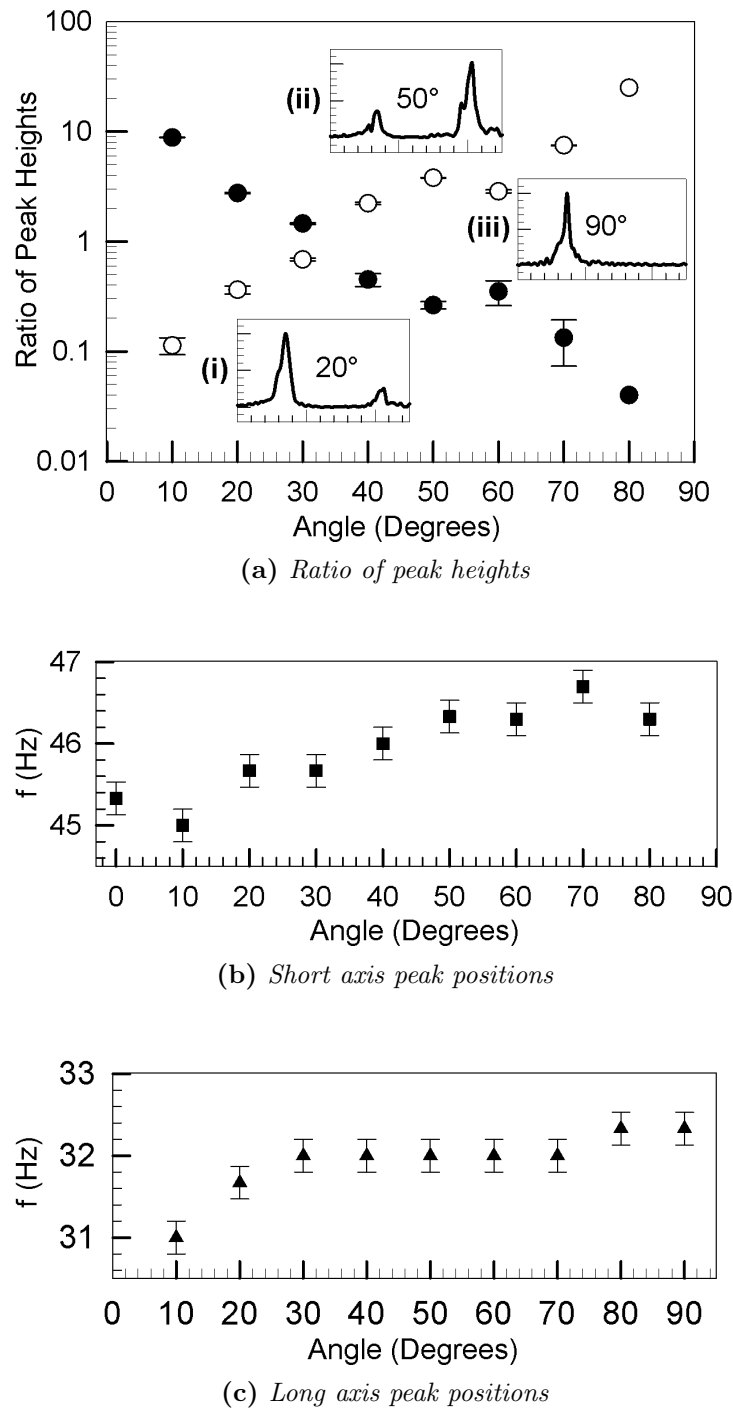 100
10
1
0.1
0.01
Ratio of Peak Heights
(ii)
50°
(iii)
90°
(i)
20°
0 10 20 30 40 50 60 70 80 90
Angle (Degrees)
(a) Ratio of peak heights
47
46
45
f (Hz)
0 10 20 30 40 50 60 70 80 90
Angle (Degrees)
(b) Short axis peak positions
33
32
31
f (Hz)
0 10 20 30 40 50 60 70 80 90
Angle (Degrees)
(c) Long axis peak positions